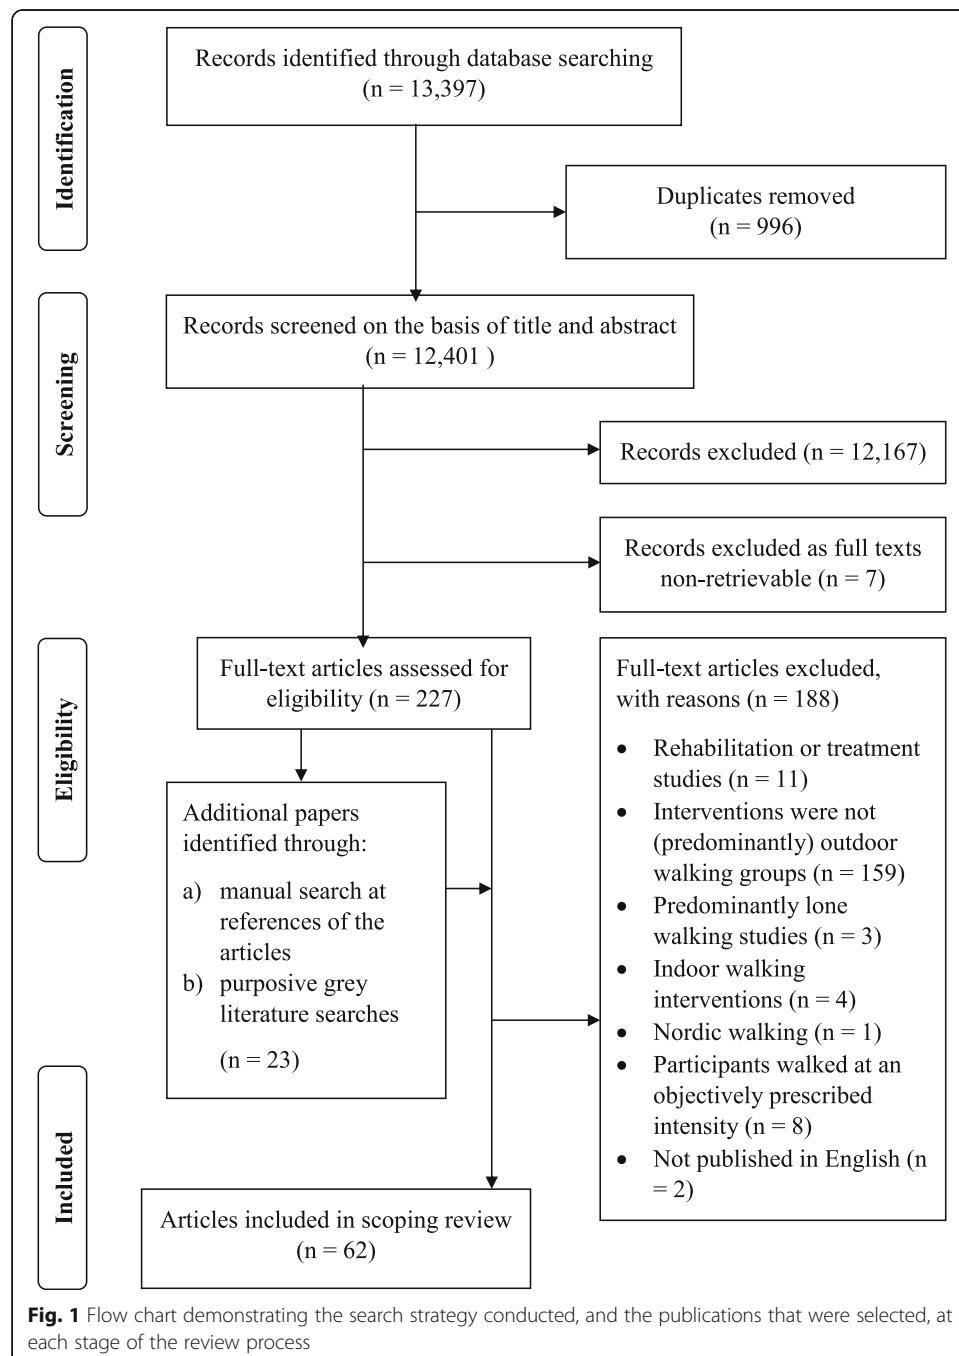 Identification
Records identified through database searching
(n = 13,397)
Duplicates removed
(n = 996)
Screening
Records screened on the basis of title and abstract
(n = 12,401 )
Records excluded (n = 12,167)
Records excluded as full texts
non-retrievable (n = 7)
Eligibility
Full-text articles assessed for
eligibility (n = 227)
Additional papers
identified through:
a) manual search at
references of the
articles
b) purposive grey
literature searches
(n = 23)
Full-text articles excluded,
with reasons (n = 188)
• Rehabilitation or treatment
studies (n = 11)
• Interventions were not
(predominantly) outdoor
walking groups (n = 159)
• Predominantly lone
walking studies (n = 3)
• Indoor walking
interventions (n = 4)
• Nordic walking (n = 1)
• Participants walked at an
objectively prescribed
intensity (n = 8)
• Not published in English (n
= 2)
Included
Articles included in scoping review
(n = 62)
Fig. 1 Flow chart demonstrating the search strategy conducted, and the publications that were selected, at
each stage of the review process